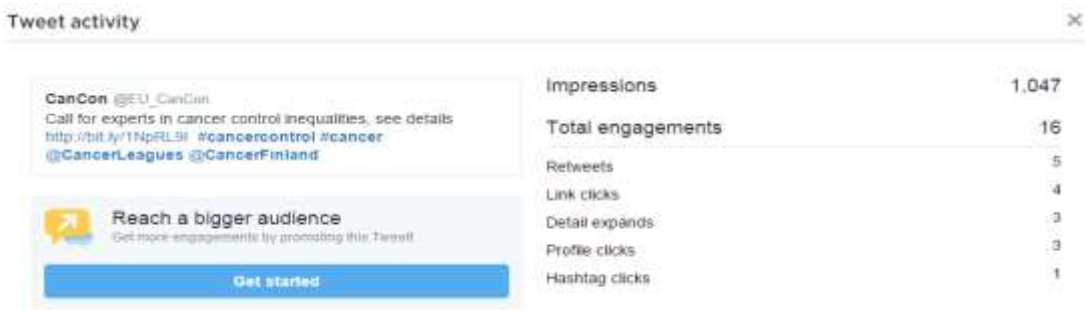 Tweet activity
CanCon @EU_CanCon
Call for experts in cancer control inequalities, see details
http://bit.ly/1NpRL9I #cancercontrol #cancer
@CancerLeagues @CancerFinland
Reach a bigger audience
Get more engagements by promoting this Tweet!
Get started
Impressions 1,047
Total engagements 16
Retweets 5
Link clicks 4
Detail expands 3
Profile clicks 3
Hashtag clicks 1